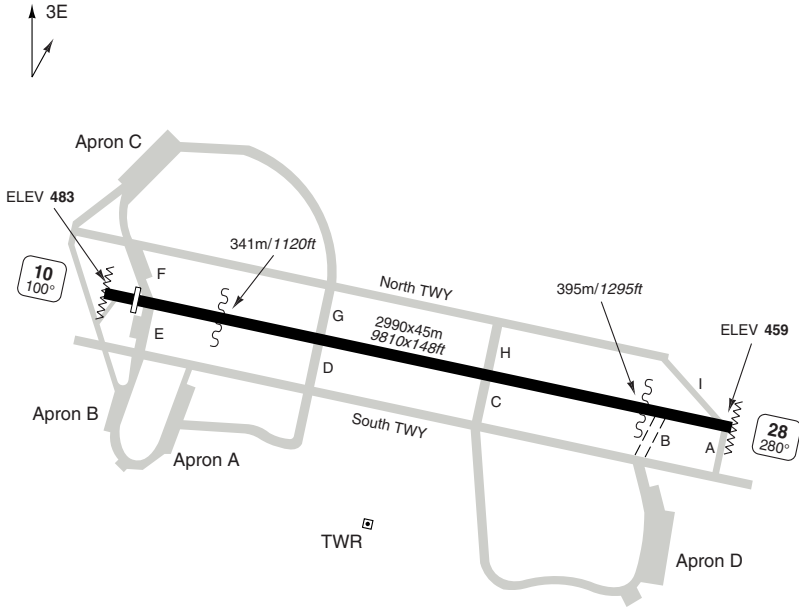 3E
Apron C
ELEV 483
341m/1120ft
10
100°
F
North TWY
395m/1295ft
G
2990x45m
9810x148ft
ELEV 459
E
H
D
I
C
South TWY
28
280°
B
A
Apron B
Apron A
TWR
Apron D